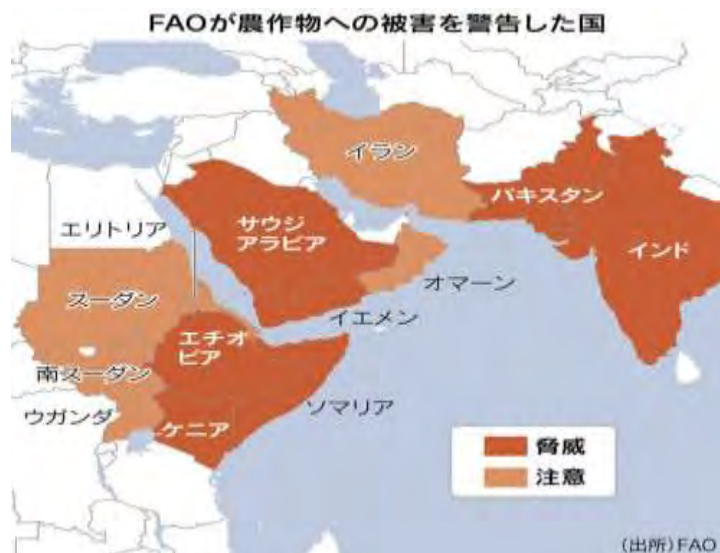 FAOが農作物への被害を警告した国
イラン
パキスタン
エリトリア
サウジ
アラビア
インド
スーダン
オマーン
イエメン
エチオ
ピア
南スーダン
ソマリア
ウガンダ
ケニア
脅威
注意
(出所)FAO